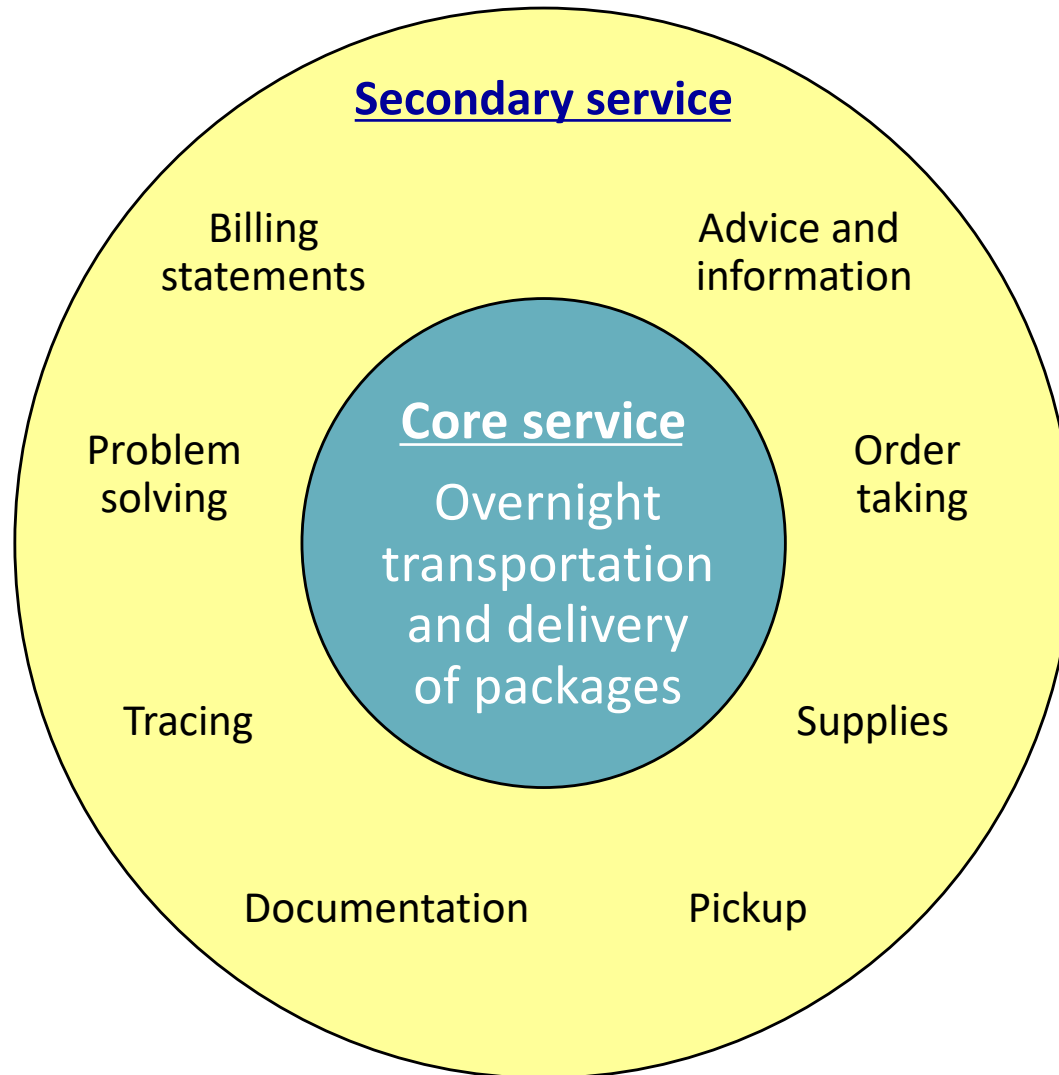 Secondary service
Billing
statements
Advice and
information
Core service
Overnight
transportation
and delivery
of packages
Problem
solving
Order
taking
Tracing
Supplies
Documentation
Pickup